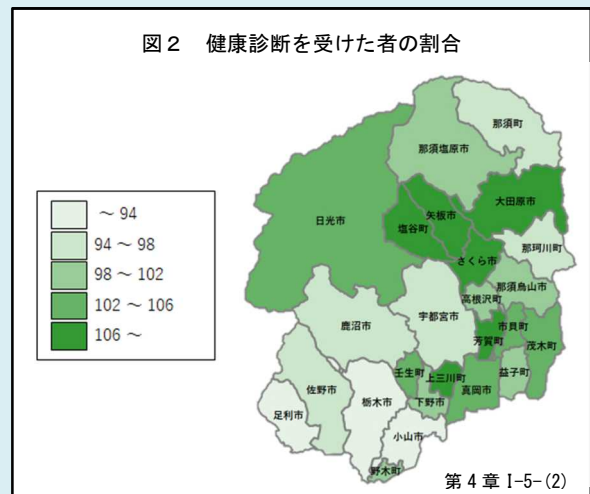 図２　健康診断を受けた者の割合
～ 94
94 ～ 98
98 ～ 102
102 ～ 106
106 ～
那須町
那須塩原市
大田原市
日光市
矢板市
塩谷町
那珂川町
さくら市
那須烏山市
高根沢町
宇都宮市
鹿沼市
市貝町
芳賀町
茂木町
壬生町
上三川町
真岡市
益子町
佐野市
栃木市
下野市
足利市
小山市
野木町
第４章 I-5-(2)